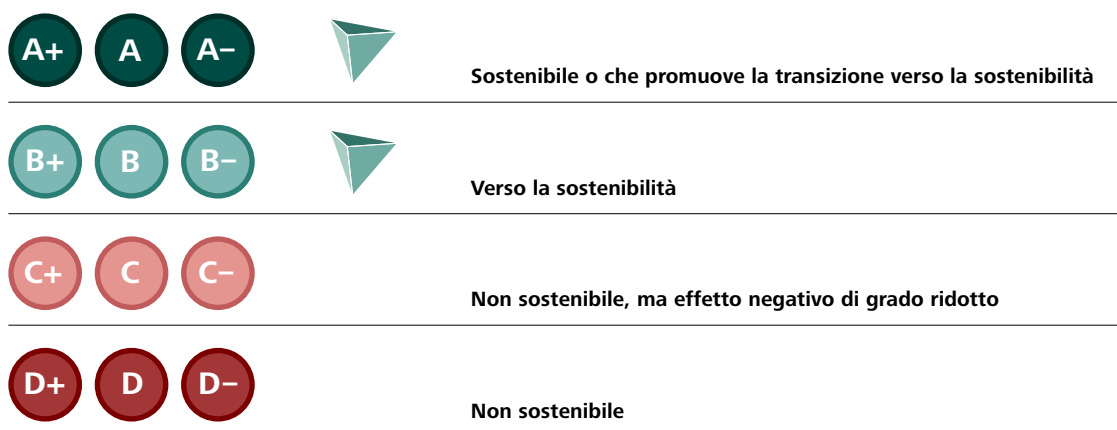 A+ A A−
Sostenibile o che promuove la transizione verso la sostenibilità
B+ B B−
Verso la sostenibilità
C+ C C−
Non sostenibile, ma effetto negativo di grado ridotto
D+ D D−
Non sostenibile